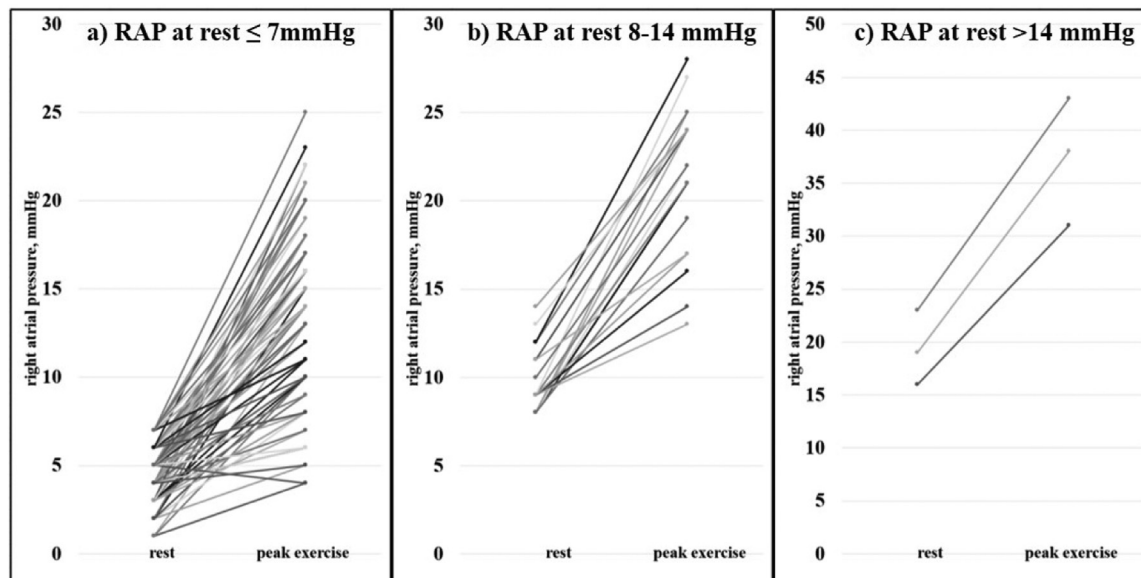 a) RAP at rest ≤ 7mmHg
30
25
20
15
10
5
0
right atrial pressure, mmHg
rest
peak exercise
b) RAP at rest 8-14 mmHg
30
25
20
15
10
5
0
right atrial pressure, mmHg
rest
peak exercise
c) RAP at rest >14 mmHg
50
45
40
35
30
25
20
15
10
5
0
right atrial pressure, mmHg
rest
peak exercise